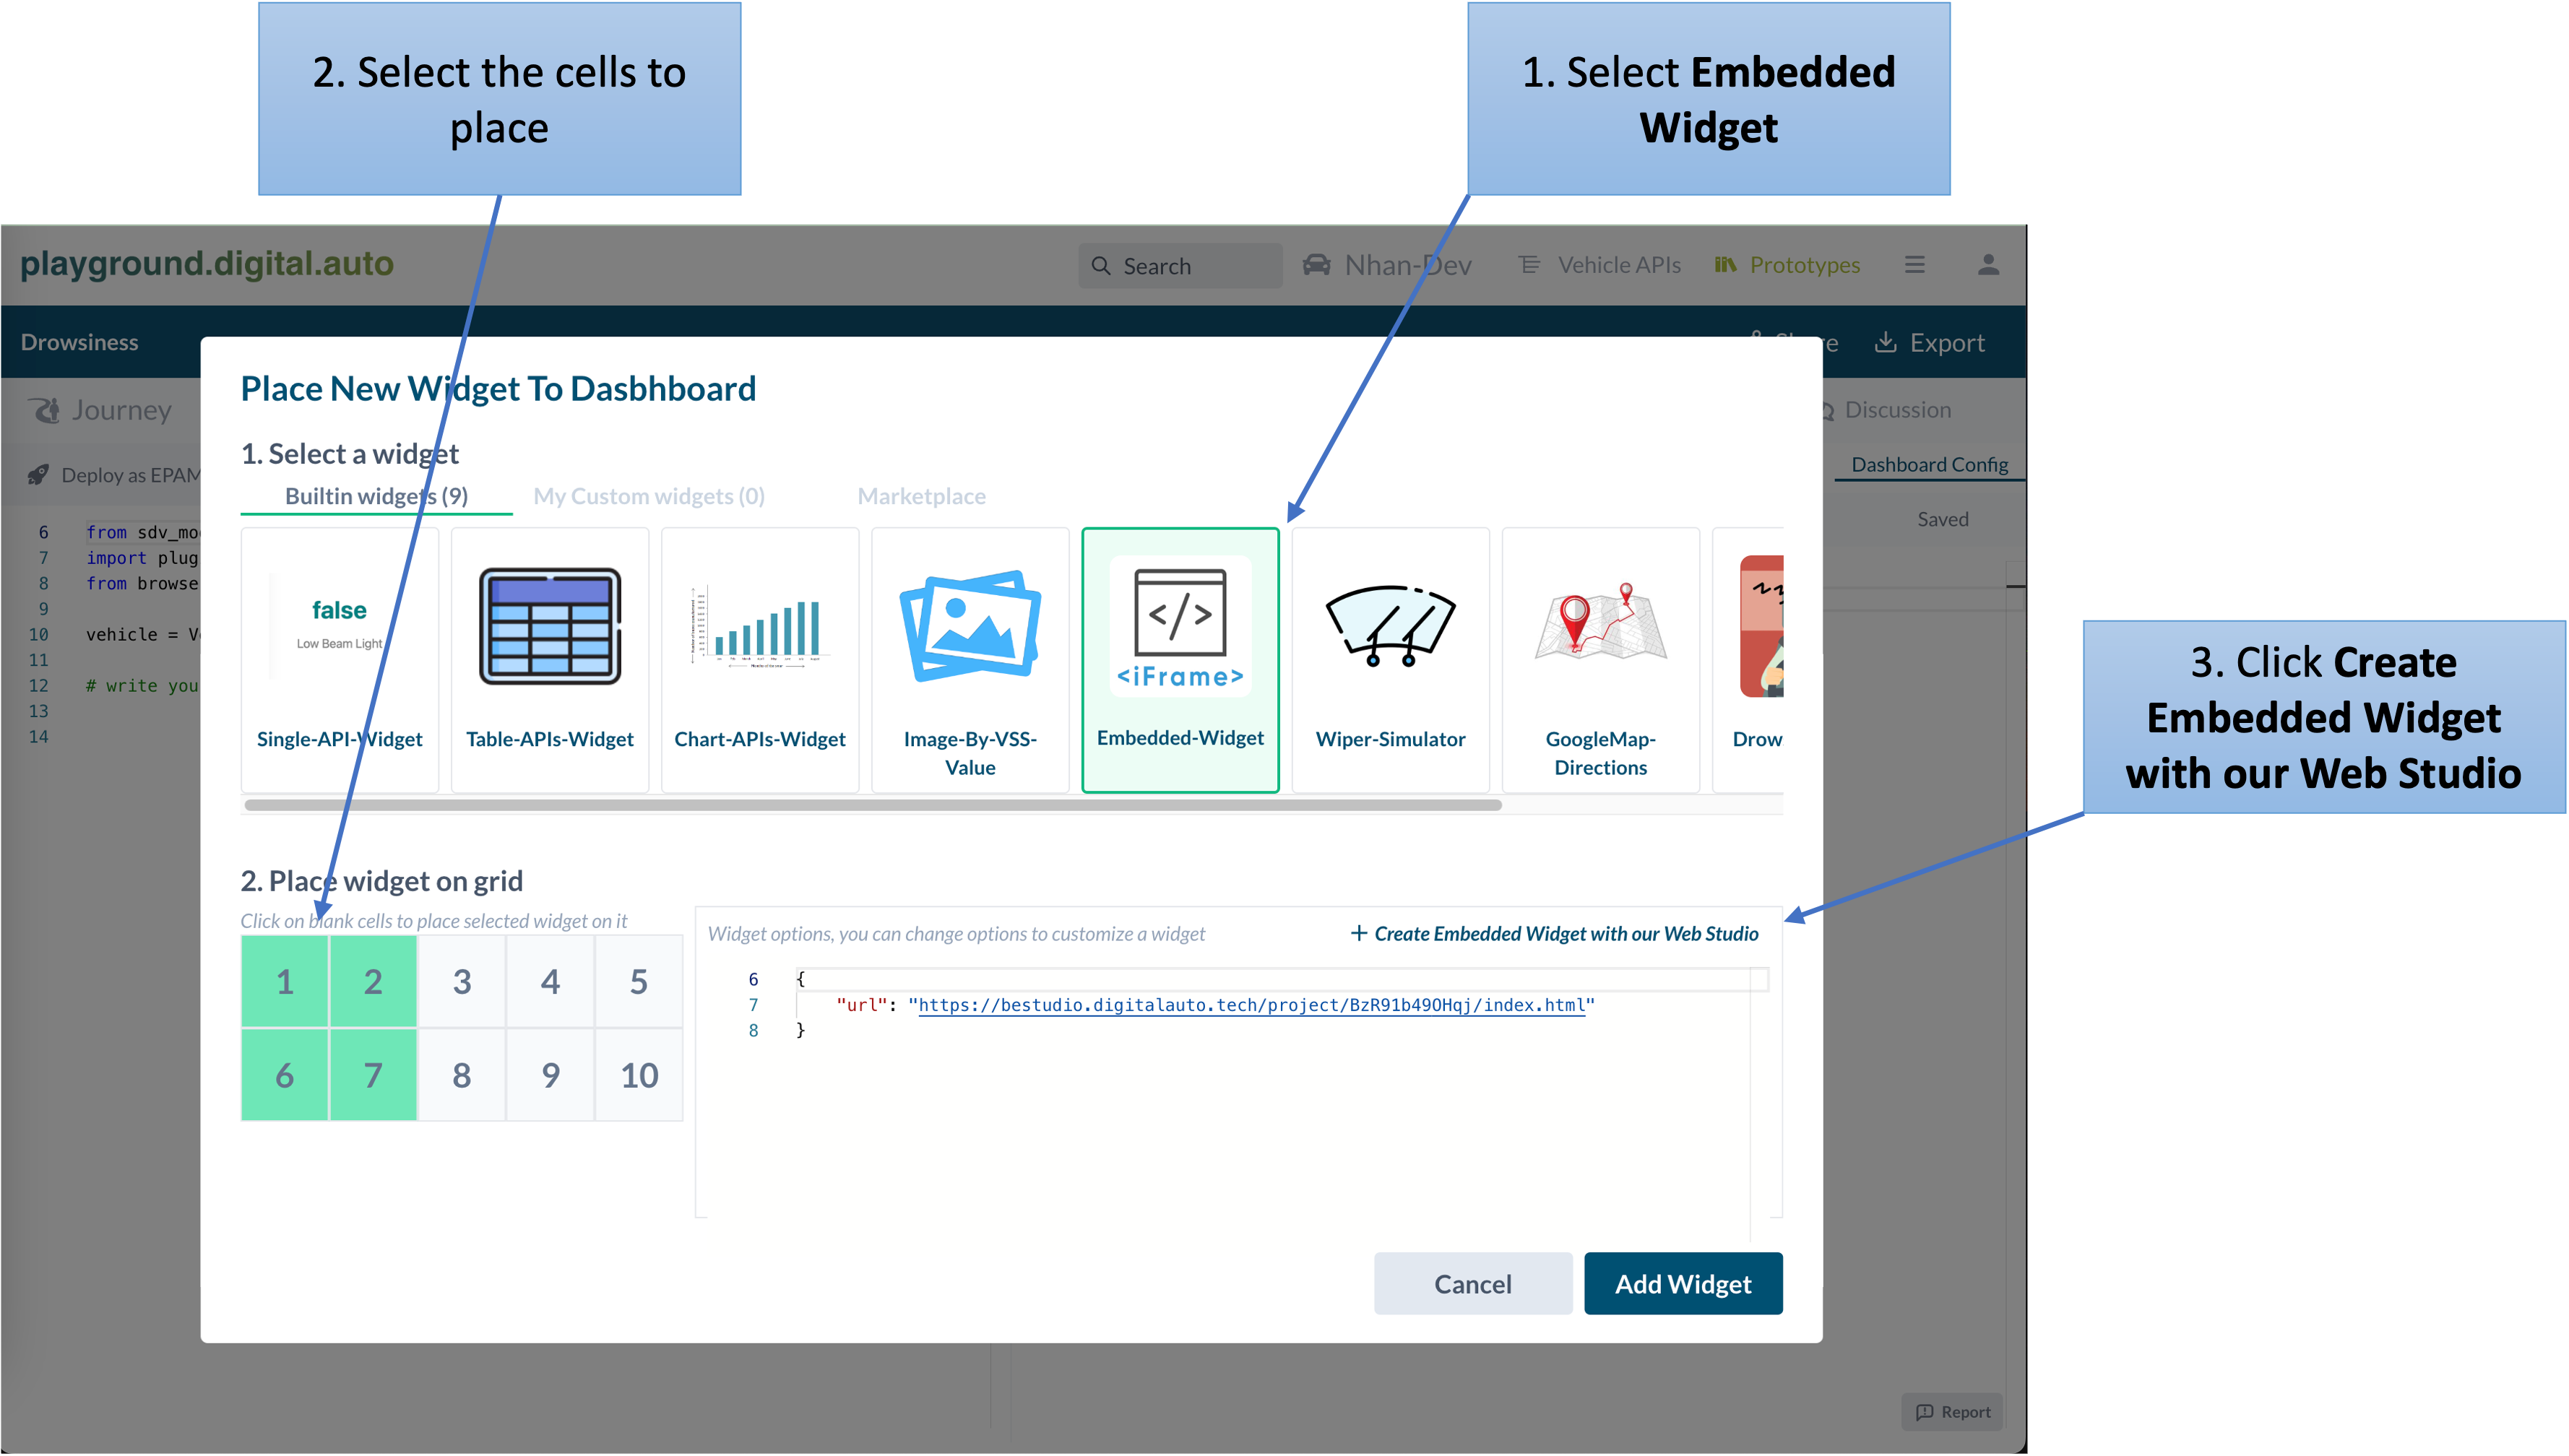 2. Select the cells to
place
1. Select Embedded
Widget
playground.digital.auto
Search
Nhan-Dev
Vehicle APIs
Prototypes
Drowsiness
Export
Journey
Discussion
Deploy as EPAM
Dashboard Config
Saved
6 from sdv_mo
7 import plug
8 from browse
9
10 vehicle = V
11
12 # write you
13
14
Place New Widget To Dasbhboard
1. Select a widget
Builtin widgets (9)
My Custom widgets (0)
Marketplace
false
Low Beam Light
Single-API-Widget
Table-APIs-Widget
Chart-APIs-Widget
Image-By-VSS-
Value
</>
<iFrame>
Embedded-Widget
Wiper-Simulator
GoogleMap-
Directions
Drow
3. Click Create
Embedded Widget
with our Web Studio
2. Place widget on grid
Click on blank cells to place selected widget on it
1 2 3 4 5
6 7 8 9 10
Widget options, you can change options to customize a widget
+ Create Embedded Widget with our Web Studio
6 {
7 "url": "https://bestudio.digitalauto.tech/project/BzR91b49OHqj/index.html"
8 }
Cancel
Add Widget
Report